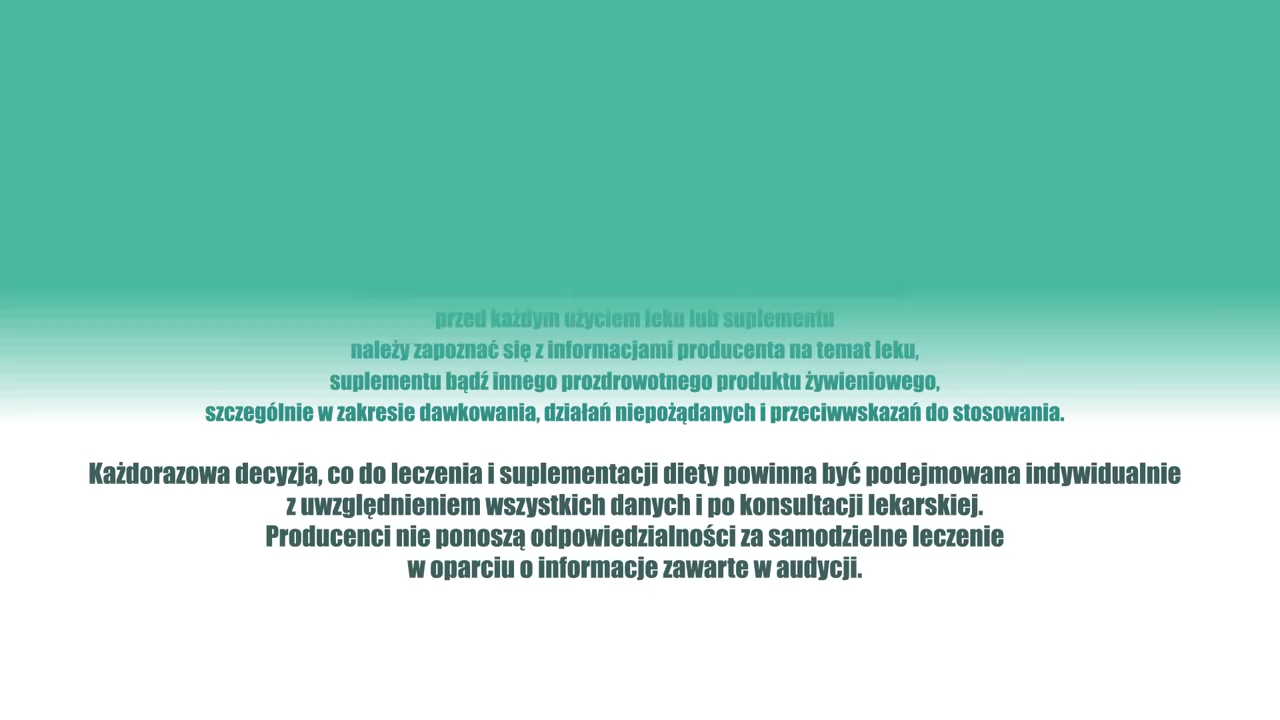 przed każdym użyciem leku lub suplementu
należy zapoznać się z informacjami producenta na temat leku,
suplementu bądź innego prozdrowotnego produktu żywieniowego,
szczególnie w zakresie dawkowania, działań niepożądanych i przeciwwskazań do stosowania.
Każdorazowa decyzja, co do leczenia i suplementacji diety powinna być podejmowana indywidualnie
z uwzględnieniem wszystkich danych i po konsultacji lekarskiej.
Producenci nie ponoszą odpowiedzialności za samodzielne leczenie
w oparciu o informacje zawarte w audycji.